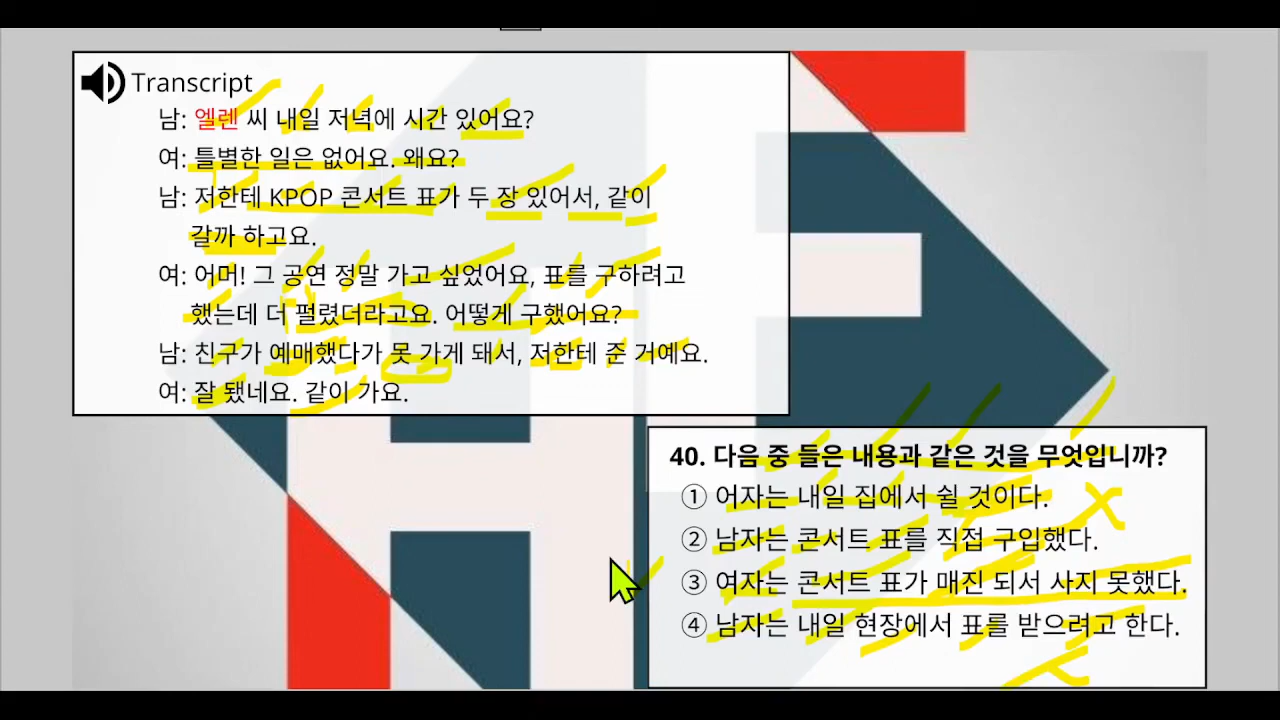 Transcript
남: 엘렌 씨 내일 저녁에 시간 있어요?
여: 틀별한 일은 없어요. 왜요?
남: 저한테 KPOP 콘서트 표가 두 장 있어서, 같이
갈까 하고요.
여: 어머! 그 공연 정말 가고 싶었어요, 표를 구하려고
했는데 더 펄렸더라고요. 어떻게 구했어요?
남: 친구가 예매했다가 못 가게 돼서, 저한테 준 거예요.
여: 잘 됐네요. 같이 가요.
40. 다음 중 들은 내용과 같은 것을 무엇입니까?
① 어자는 내일 집에서 쉴 것이다.
② 남자는 콘서트 표를 직접 구입했다.
③ 여자는 콘서트 표가 매진 되서 사지 못했다.
④ 남자는 내일 현장에서 표를 받으려고 한다.